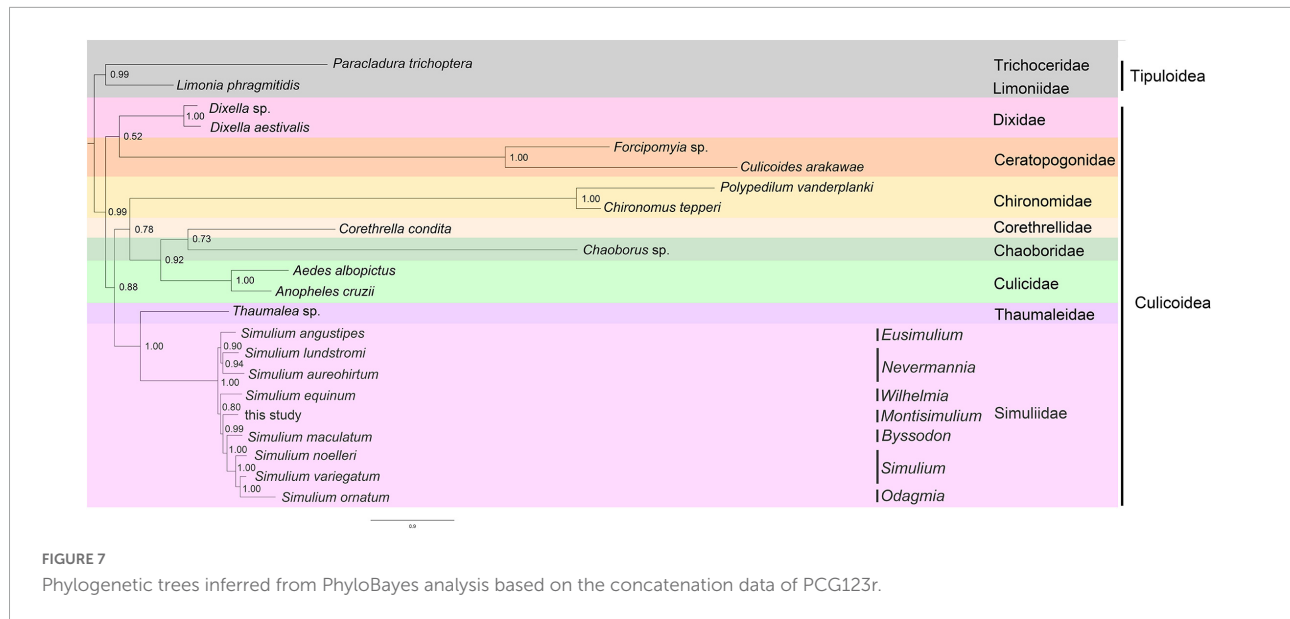 Paracladura trichoptera
Trichoceridae
0.99
Limonia phragmitidis
Limoniidae
Tipuloidea
Dixella sp.
1.00
Dixella aestivalis
Dixidae
0.52
Forcipomyia sp.
1.00
Culicoides arakawae
Ceratopogonidae
Polypedilum vanderplanki
1.00
Chironomus tepperi
Chironomidae
0.99
0.78
Corethrella condita
Corethrellidae
0.73
Chaoborus sp.
Chaoboridae
0.92
Aedes albopictus
1.00
Anopheles cruzii
Culicidae
0.88
Culicoidea
Thaumalea sp.
Thaumaleidae
1.00
Simulium angustipes
Eusimulium
0.90
Simulium lundstromi
0.94
Nevermannia
Simulium aureohirtum
1.00
Simulium equinum
Wilhelmia
0.80
this study
Montisimulium
Simuliidae
0.99
Simulium maculatum
Byssodon
1.00
Simulium noelleri
1.00
Simulium
Simulium variegatum
1.00
Simulium ornatum
Odagmia
0.9
FIGURE 7
Phylogenetic trees inferred from PhyloBayes analysis based on the concatenation data of PCG123r.